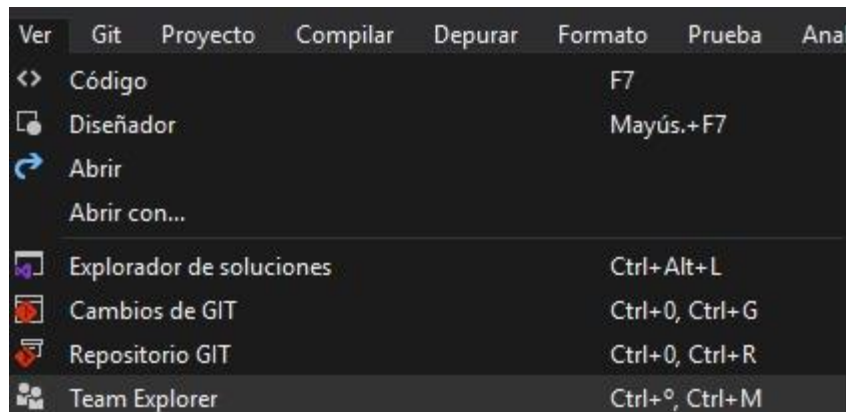 Ver Git Proyecto Compilar Depurar Formato Prueba Anal
Código F7
Diseñador Mayús.+F7
Abrir
Abrir con...
Explorador de soluciones Ctrl+Alt+L
Cambios de GIT Ctrl+0, Ctrl+G
Repositorio GIT Ctrl+0, Ctrl+R
Team Explorer Ctrl+º, Ctrl+M